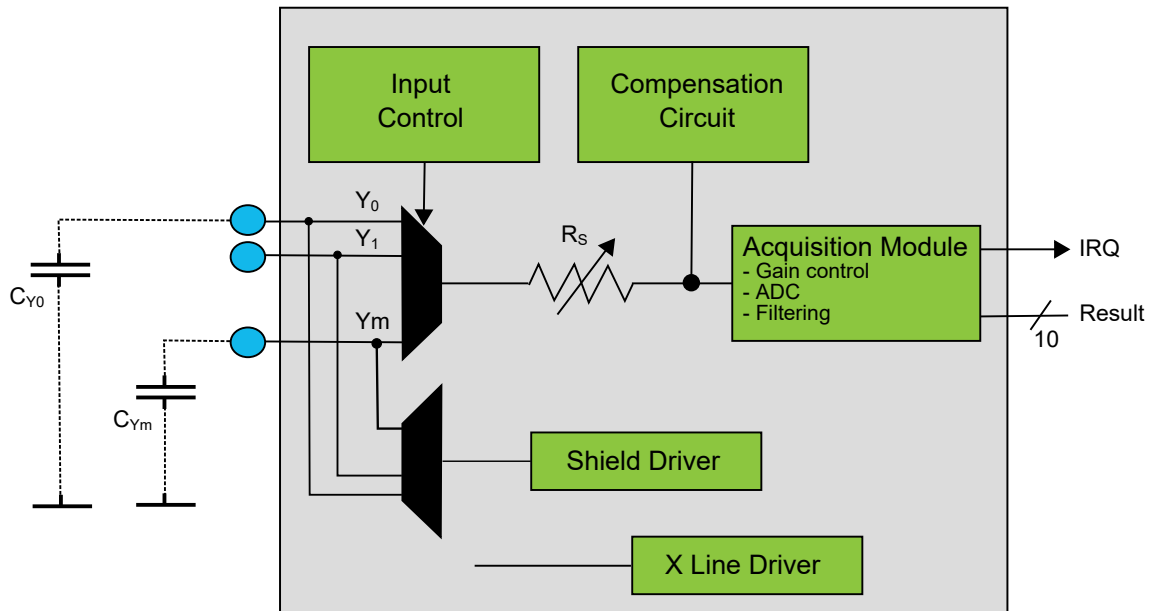 Input
Control
Compensation
Circuit
Y0
Y1
RS
Acquisition Module
- Gain control
- ADC
- Filtering
IRQ
Result
10
CY0
Ym
CYm
Shield Driver
X Line Driver